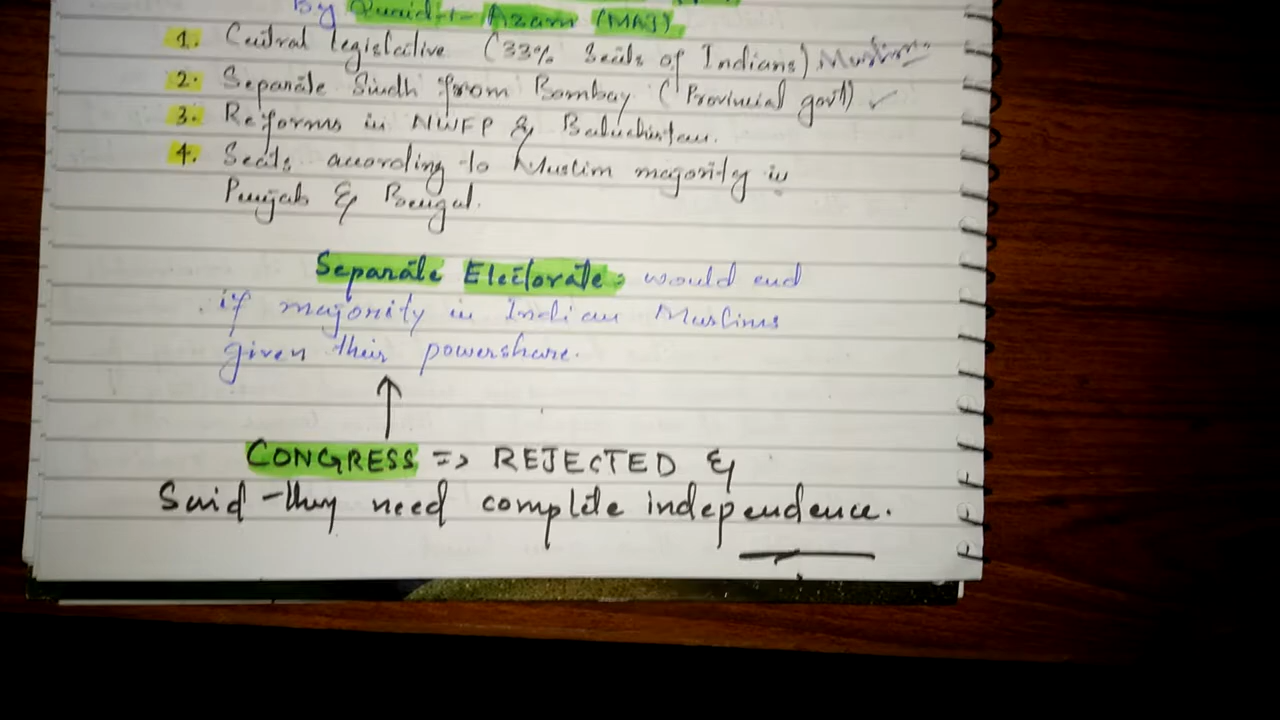 By Quaid-t- Azam (MAJ)
1. Central legislative (33% Seats of Indians) Muslims
2. Separate Sindh from Bombay (Provincial govt) ✓
3. Reforms in NWFP & Baluchistan.
4. Seats according to Muslim majority in
Punjab & Bengal.
Separate Electorate: would end
if majority in Indian Muslims
given their powershare.
↑
CONGRESS => REJECTED &
Said they need complete independence.